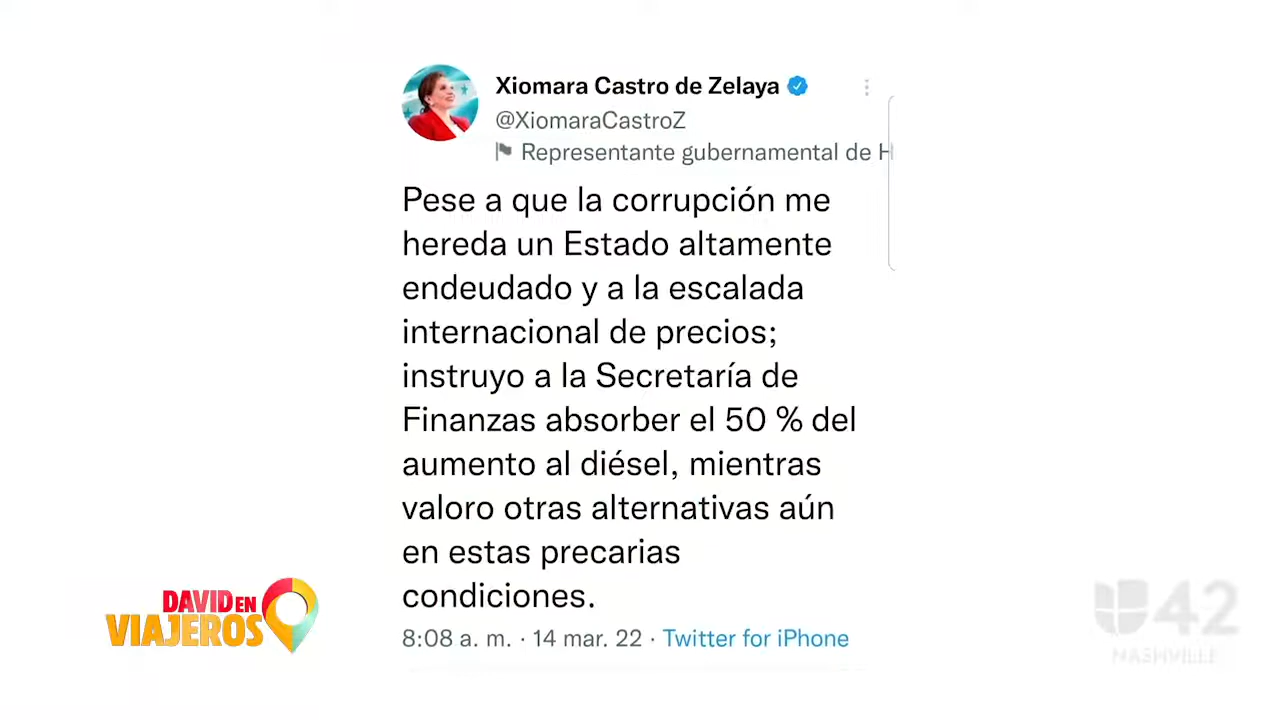 Xiomara Castro de Zelaya
@XiomaraCastroZ
Representante gubernamental de H
Pese a que la corrupción me
hereda un Estado altamente
endeudado y a la escalada
internacional de precios;
instruyo a la Secretaría de
Finanzas absorber el 50 % del
aumento al diésel, mientras
valoro otras alternativas aún
en estas precarias
condiciones.
8:08 a. m. · 14 mar. 22 · Twitter for iPhone
DAVID EN
VIAJEROS
42
NASHVILLE